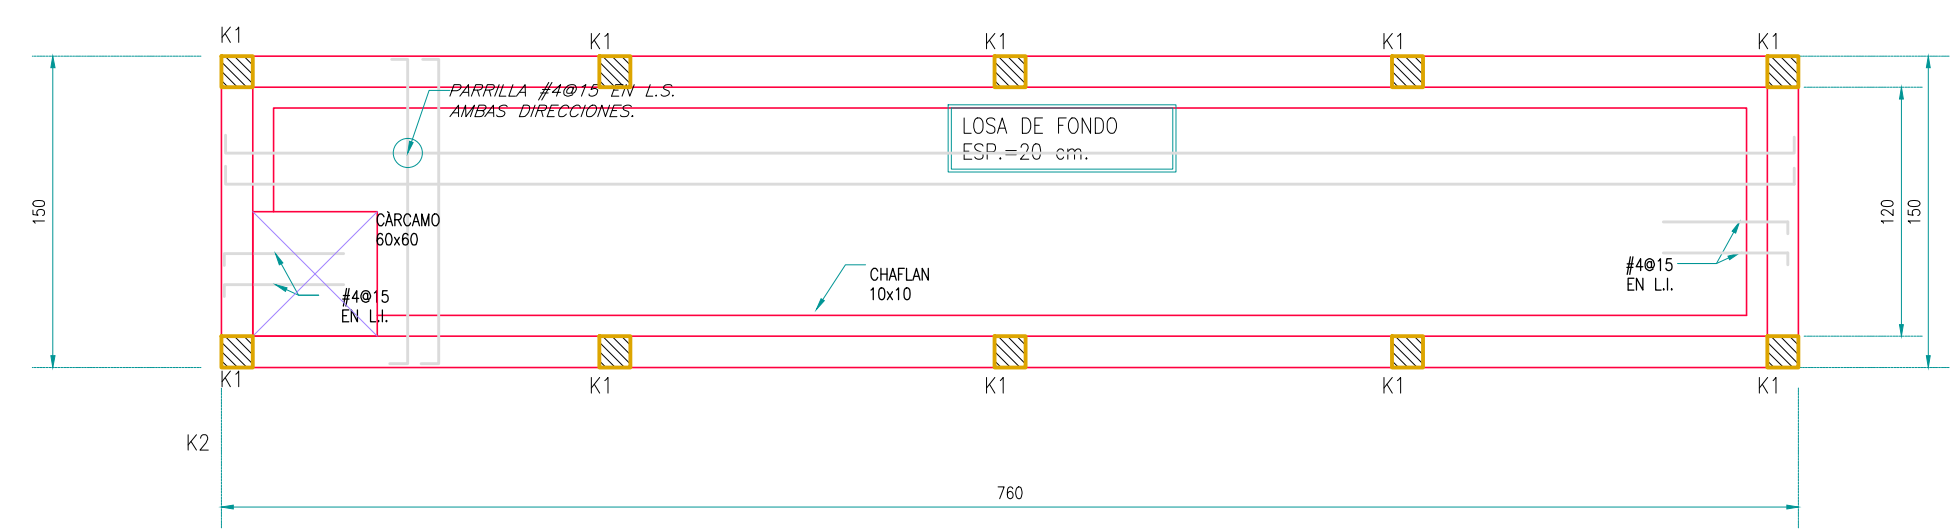 K1
K1
K1
K1
K1
PARRILLA #4@15 EN L.S.
AMBAS DIRECCIONES.
LOSA DE FONDO
ESP.=20 cm.
150
CÀRCAMO
60x60
120
150
CHAFLAN
10x10
#4@15
EN L.I.
#4@15
EN L.I.
K1
K1
K1
K1
K1
K2
760